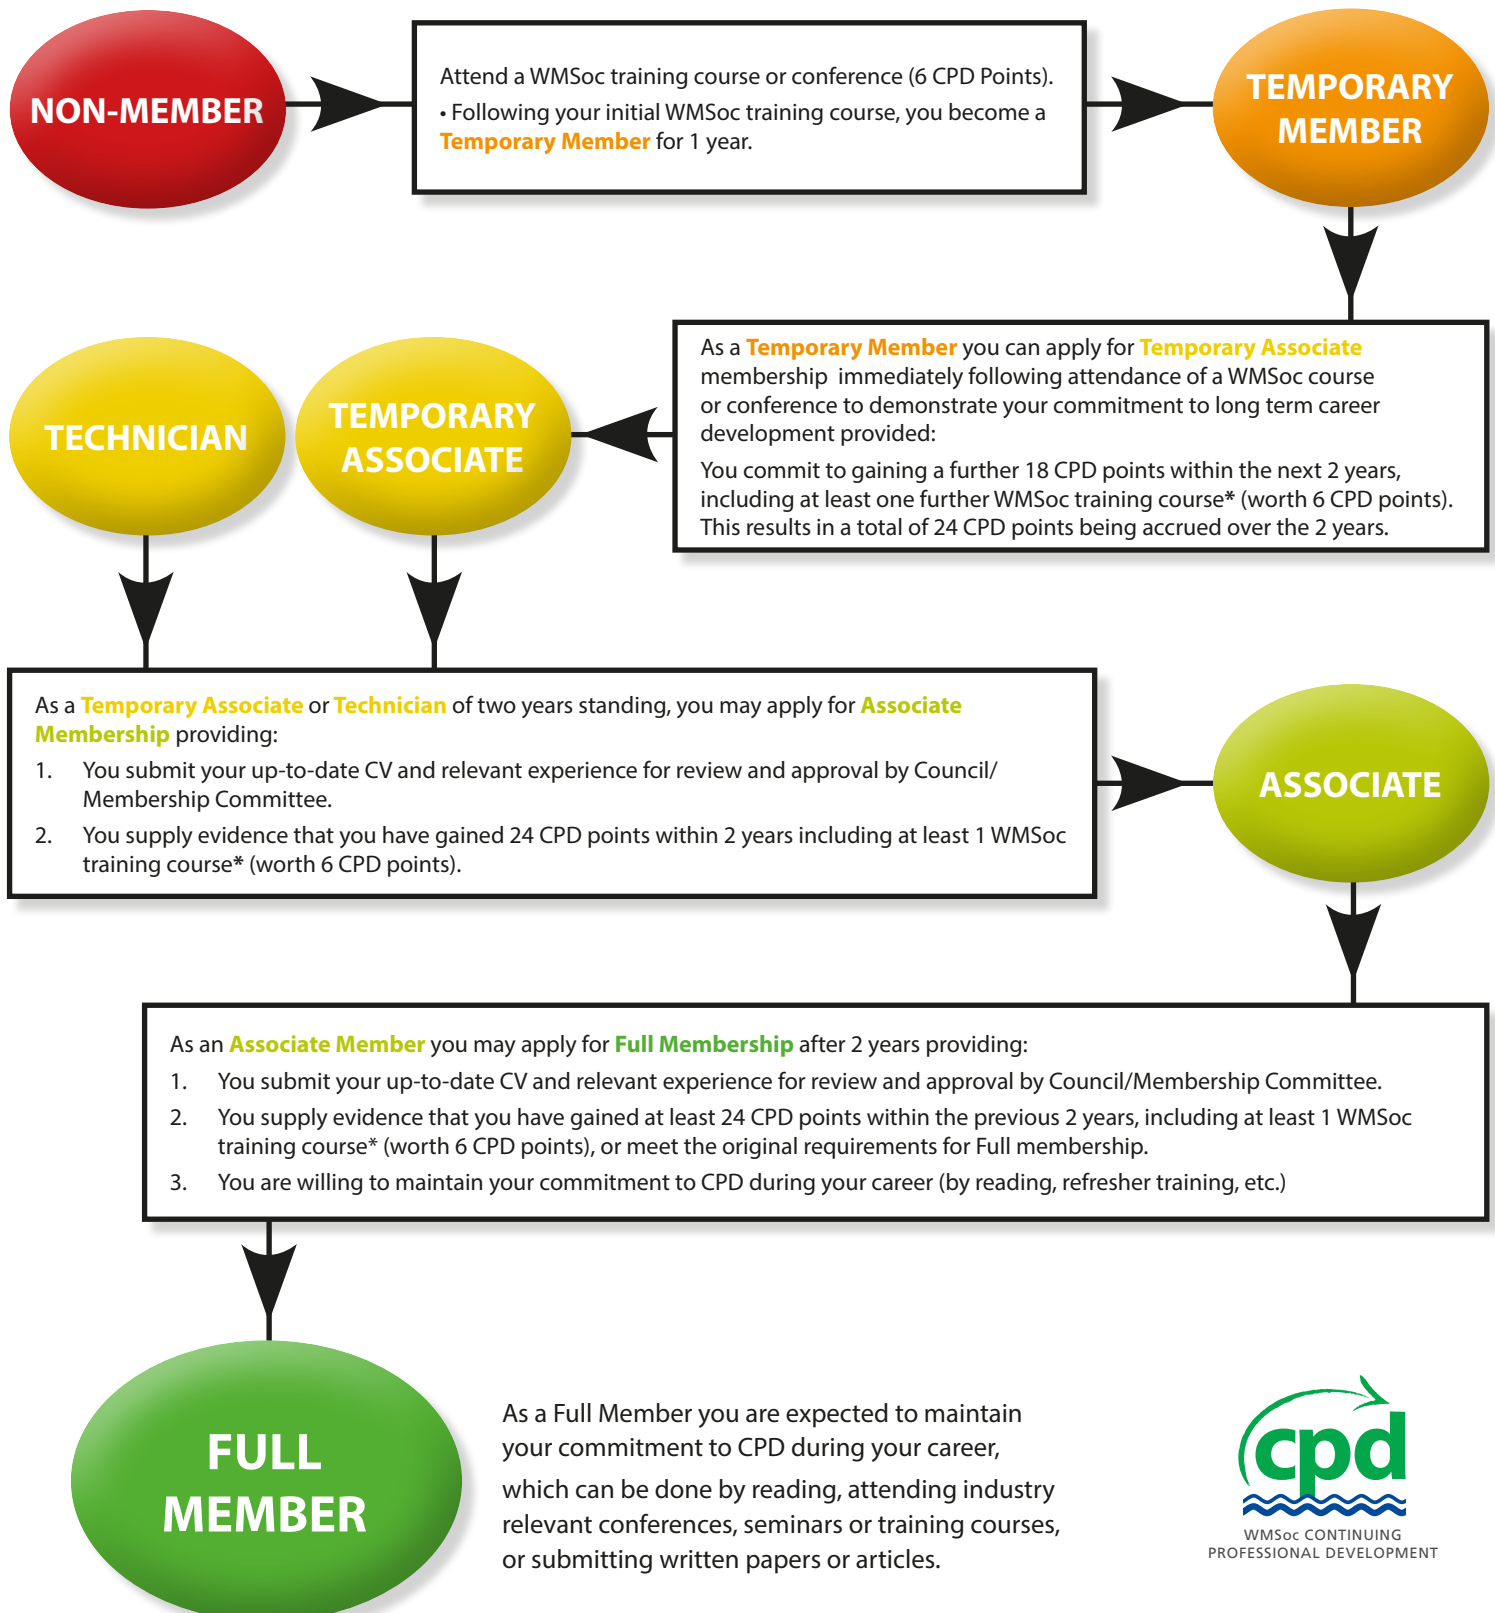 NON-MEMBER
Attend a WMSoc training course or conference (6 CPD Points).
• Following your initial WMSoc training course, you become a
Temporary Member for 1 year.
TEMPORARY
MEMBER
As a Temporary Member you can apply for Temporary Associate
membership immediately following attendance of a WMSoc course
or conference to demonstrate your commitment to long term career
development provided:
You commit to gaining a further 18 CPD points within the next 2 years,
including at least one further WMSoc training course* (worth 6 CPD points).
This results in a total of 24 CPD points being accrued over the 2 years.
TEMPORARY
ASSOCIATE
TECHNICIAN
As a Temporary Associate or Technician of two years standing, you may apply for Associate
Membership providing:
1. You submit your up-to-date CV and relevant experience for review and approval by Council/
Membership Committee.
2. You supply evidence that you have gained 24 CPD points within 2 years including at least 1 WMSoc
training course* (worth 6 CPD points).
ASSOCIATE
As an Associate Member you may apply for Full Membership after 2 years providing:
1. You submit your up-to-date CV and relevant experience for review and approval by Council/Membership Committee.
2. You supply evidence that you have gained at least 24 CPD points within the previous 2 years, including at least 1 WMSoc
training course* (worth 6 CPD points), or meet the original requirements for Full membership.
3. You are willing to maintain your commitment to CPD during your career (by reading, refresher training, etc.)
FULL
MEMBER
As a Full Member you are expected to maintain
your commitment to CPD during your career,
which can be done by reading, attending industry
relevant conferences, seminars or training courses,
or submitting written papers or articles.
cpd
WMSoc CONTINUING
PROFESSIONAL DEVELOPMENT